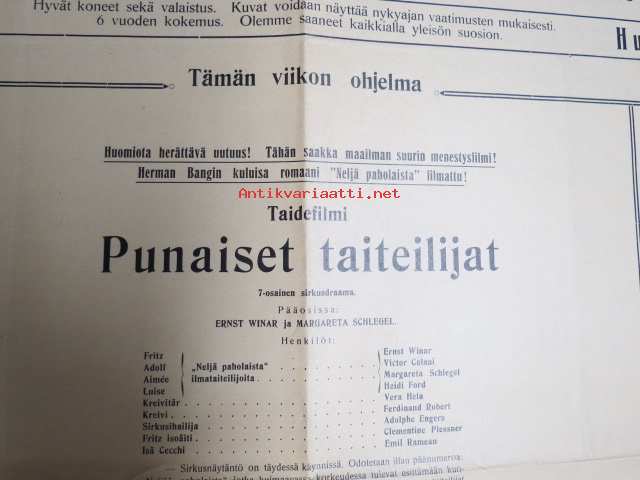 Hyvät koneet sekä valaistus. Kuvat voidaan näyttää nykyajan vaatimusten mukaisesti.
6 vuoden kokemus. Olemme saaneet kaikkialla yleisön suosion.
Hu
Tämän viikon ohjelma
Huomiota herättävä uutuus! Tähän saakka maailman suurin menestysfilmi!
Herman Bangin kuluisa romaani "Neljä paholaista" filmattu!
Antikvariaatti.net
Taidefilmi
Punaiset taiteilijat
7-osainen sirkusdraama.
Pääosissa:
ERNST WINAR ja MARGARETA SCHLEGEL.
Henkilöt:
Fritz Ernst Winar
Adolf „Neljä paholaista" Victor Colani
Aimée ilmataiteilijoita Margareta Schlegel
Luise Heidi Ford
Kreivitär Vera Hela
Kreivi Ferdinand Robert
Sirkusihailija Adolphe Engers
Fritz isoäiti Clementine Plessner
Isä Cecchi Emil Ramean
— Sirkusnäytäntö on täydessä käynnissä. Odotetaan illan päänumeroa: